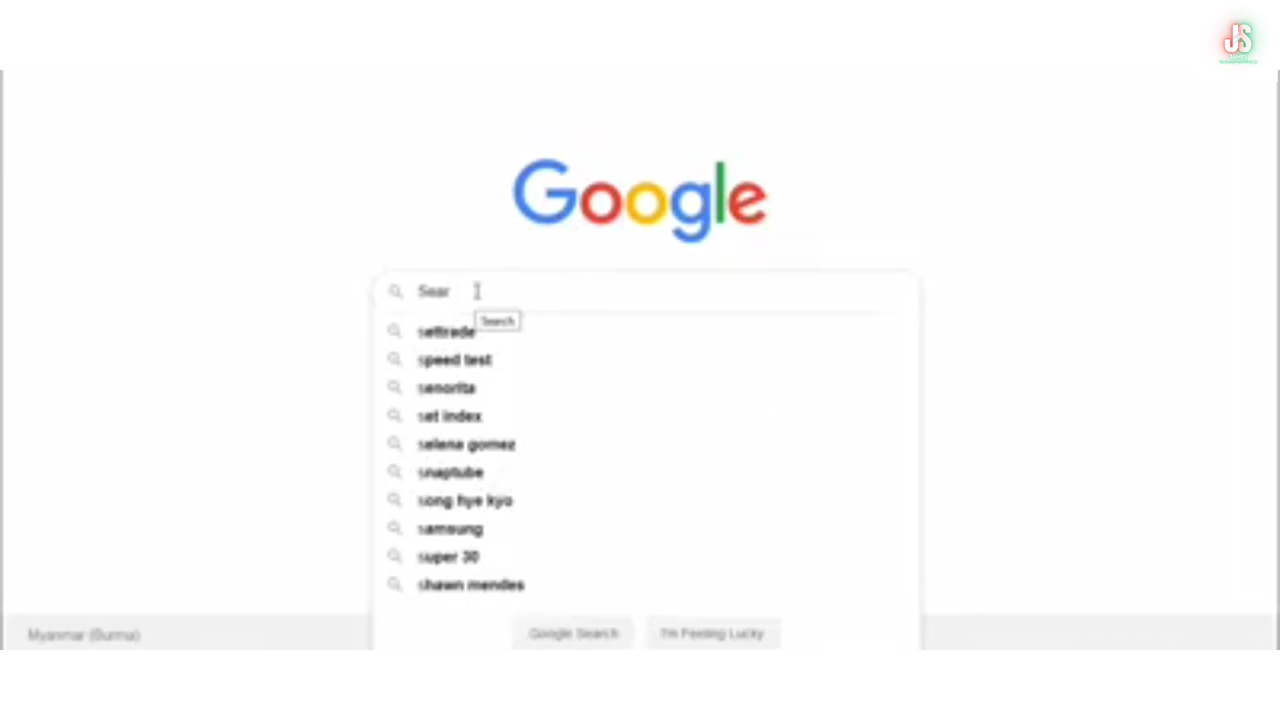 JS
Google
Sear
Search
settrade
speed test
senorita
set index
selena gomez
snaptube
song hye kyo
samsung
super 30
shawn mendes
Google Search
I'm Feeling Lucky
Myanmar (Burma)